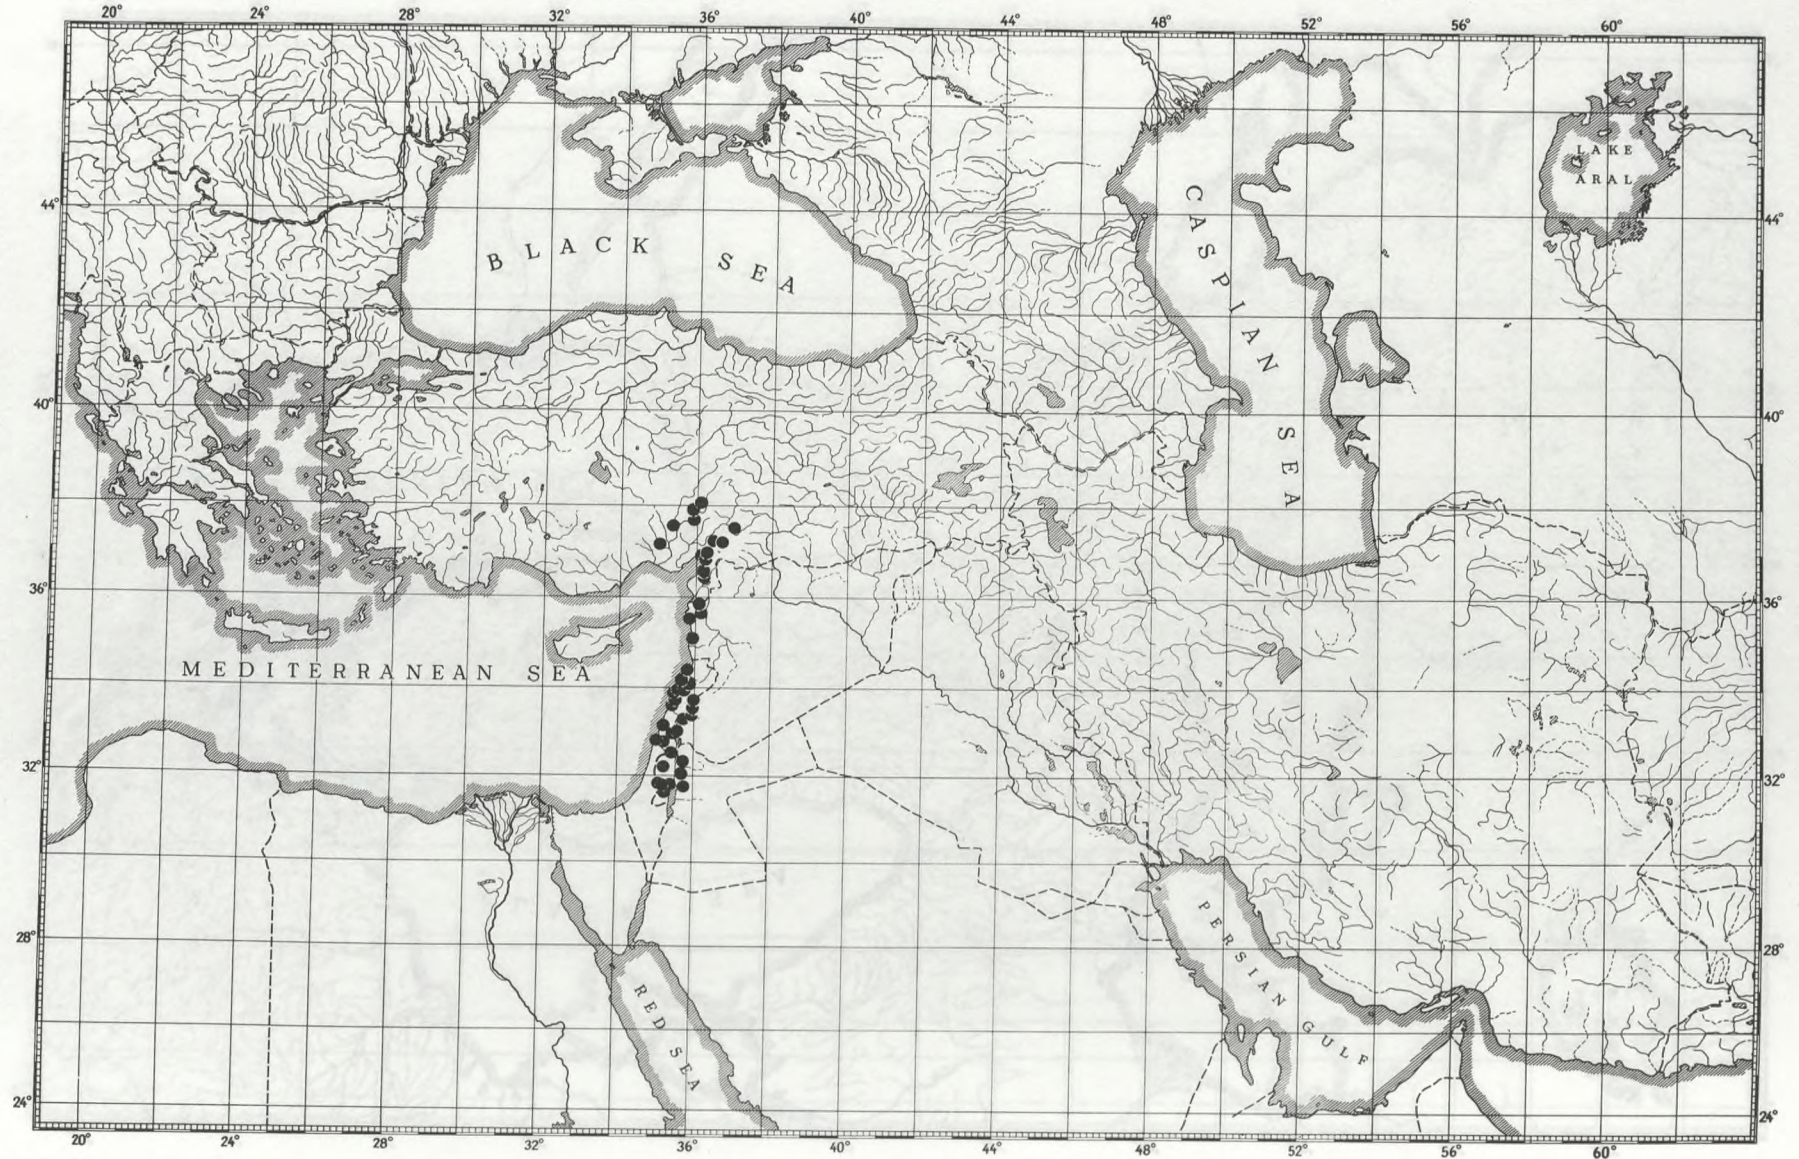 20° 24° 28° 32° 36° 40° 44° 48° 52° 56° 60°
LAKE
ARAL
44° 44°
BLACK SEA
CASPIAN SEA
40° 40°
36° 36°
MEDITERRANEAN SEA
32° 32°
PERSIAN GULF
28° 28°
RED SEA
24° 24°
20° 24° 28° 32° 36° 40° 44° 48° 52° 56° 60°